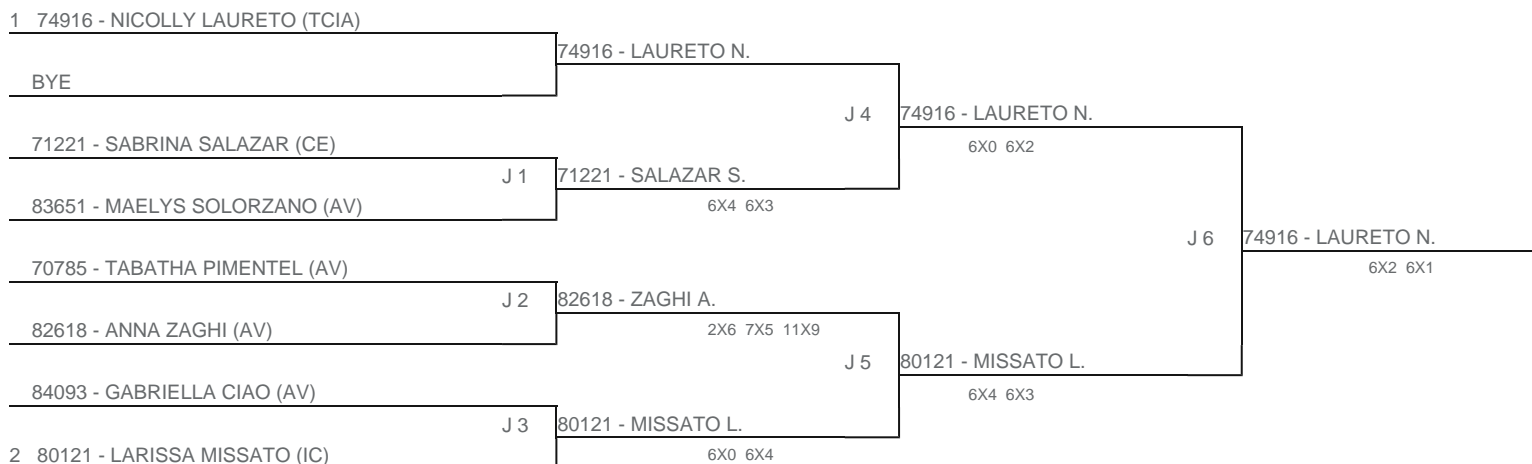 1 74916 - NICOLLY LAURETO (TCIA)
74916 - LAURETO N.
BYE
J 4 74916 - LAURETO N.
71221 - SABRINA SALAZAR (CE)
6X0 6X2
J 1 71221 - SALAZAR S.
83651 - MAELYS SOLORZANO (AV)
6X4 6X3
J 6 74916 - LAURETO N.
70785 - TABATHA PIMENTEL (AV)
6X2 6X1
J 2 82618 - ZAGHI A.
82618 - ANNA ZAGHI (AV)
2X6 7X5 11X9
J 5 80121 - MISSATO L.
84093 - GABRIELLA CIAO (AV)
6X4 6X3
J 3 80121 - MISSATO L.
2 80121 - LARISSA MISSATO (IC)
6X0 6X4